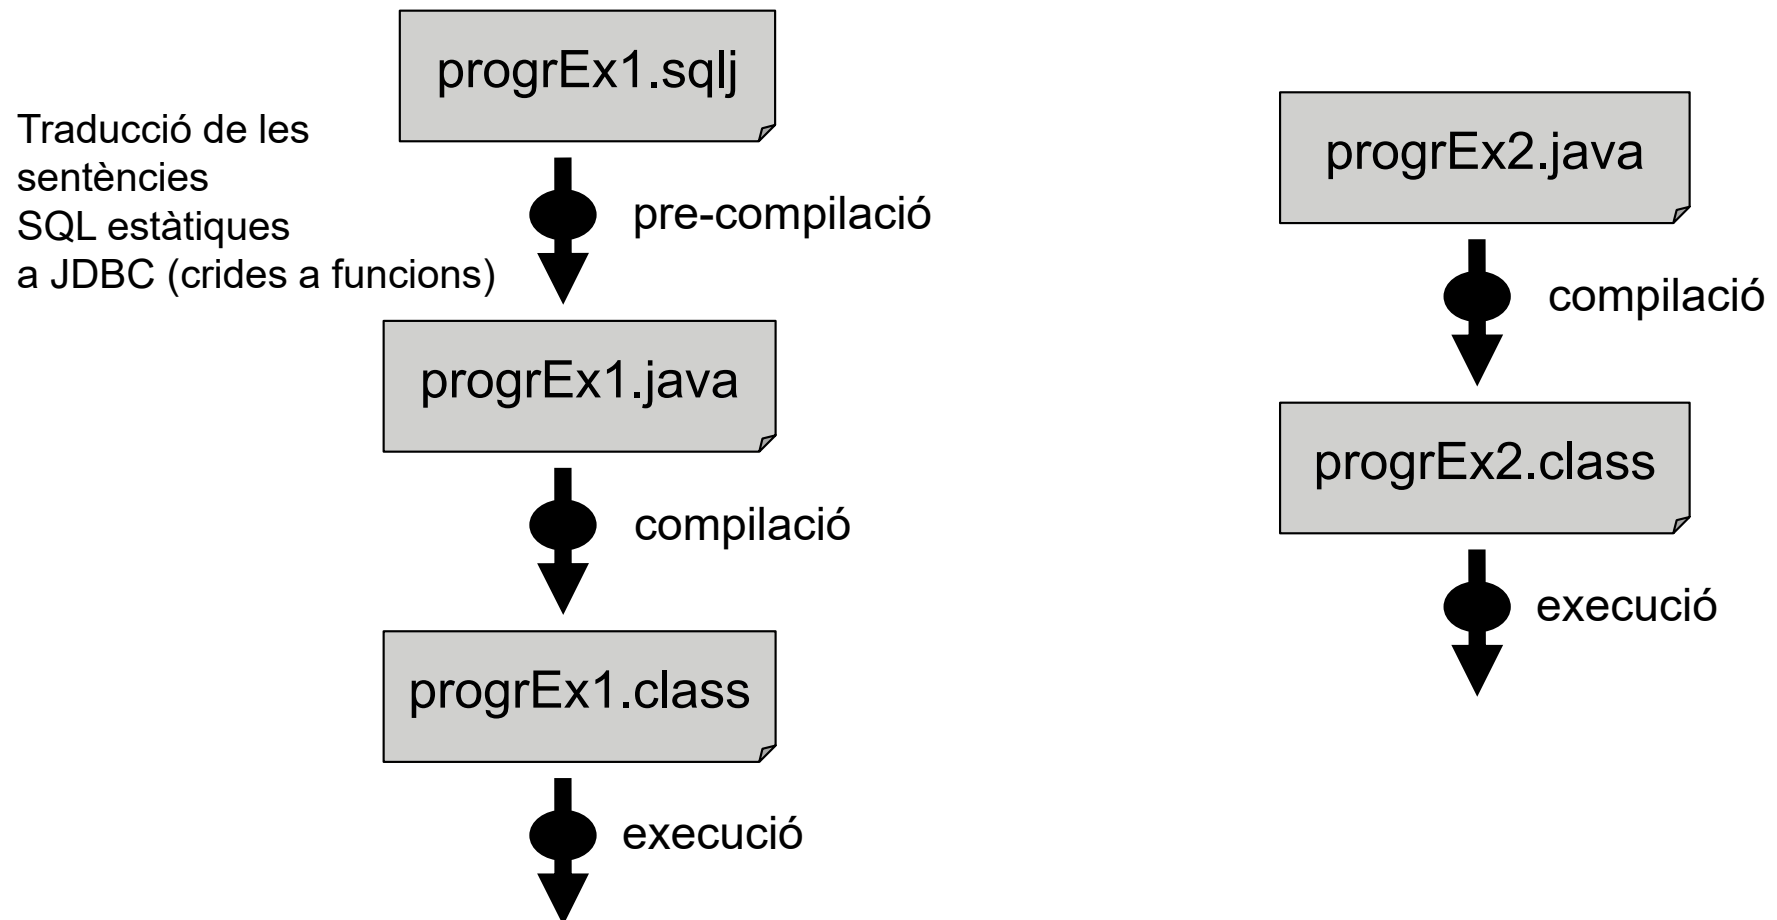 progrEx1.sqlj
Traducció de les
sentències
SQL estàtiques
a JDBC (crides a funcions)
pre-compilació
progrEx1.java
compilació
progrEx1.class
execució
progrEx2.java
compilació
progrEx2.class
execució